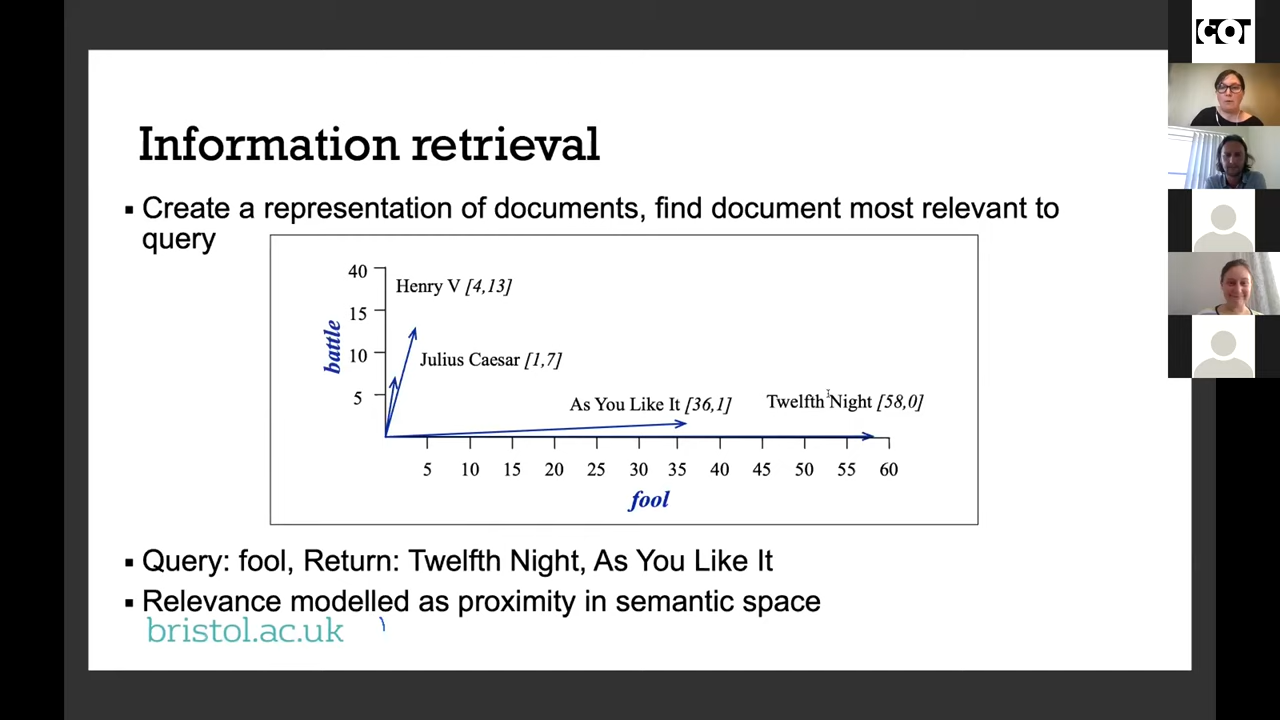 Information retrieval
▪ Create a representation of documents, find document most relevant to
query
40
Henry V [4,13]
15
battle
10
Julius Caesar [1,7]
5
As You Like It [36,1]
Twelfth Night [58,0]
5 10 15 20 25 30 35 40 45 50 55 60
fool
▪ Query: fool, Return: Twelfth Night, As You Like It
▪ Relevance modelled as proximity in semantic space
bristol.ac.uk